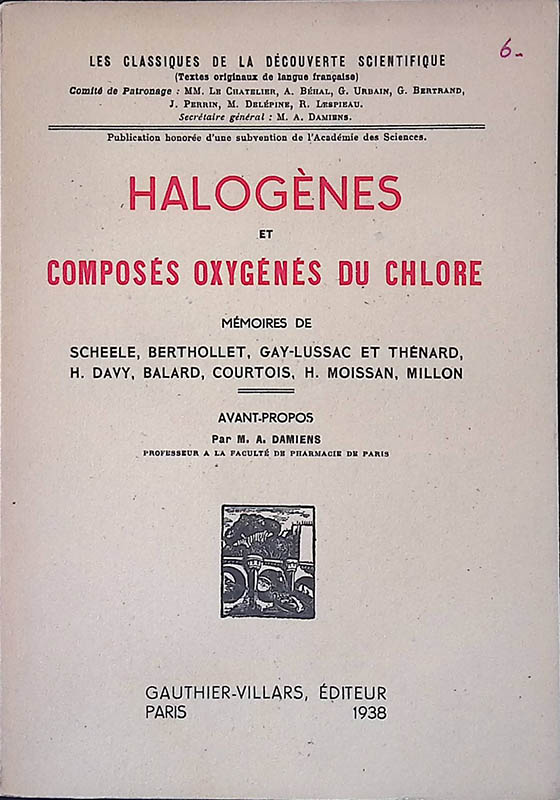 6-
LES CLASSIQUES DE LA DÉCOUVERTE SCIENTIFIQUE
(Textes originaux de langue française)
Comité de Patronage : MM. LE CHATELIER, A. BÉHAL, G. URBAIN, G. BERTRAND,
J. PERRIN, M. DELÉPINE, R. LESPIEAU.
Secrétaire général : M. A. DAMIENS.
Publication honorée d'une subvention de l'Académie des Sciences.
HALOGÈNES
ET
COMPOSÉS OXYGÉNÉS DU CHLORE
MÉMOIRES DE
SCHEELE, BERTHOLLET, GAY-LUSSAC ET THÉNARD,
H. DAVY, BALARD, COURTOIS, H. MOISSAN, MILLON
AVANT-PROPOS
Par M. A. DAMIENS
PROFESSEUR A LA FACULTÉ DE PHARMACIE DE PARIS
GAUTHIER-VILLARS, ÉDITEUR
PARIS 1938